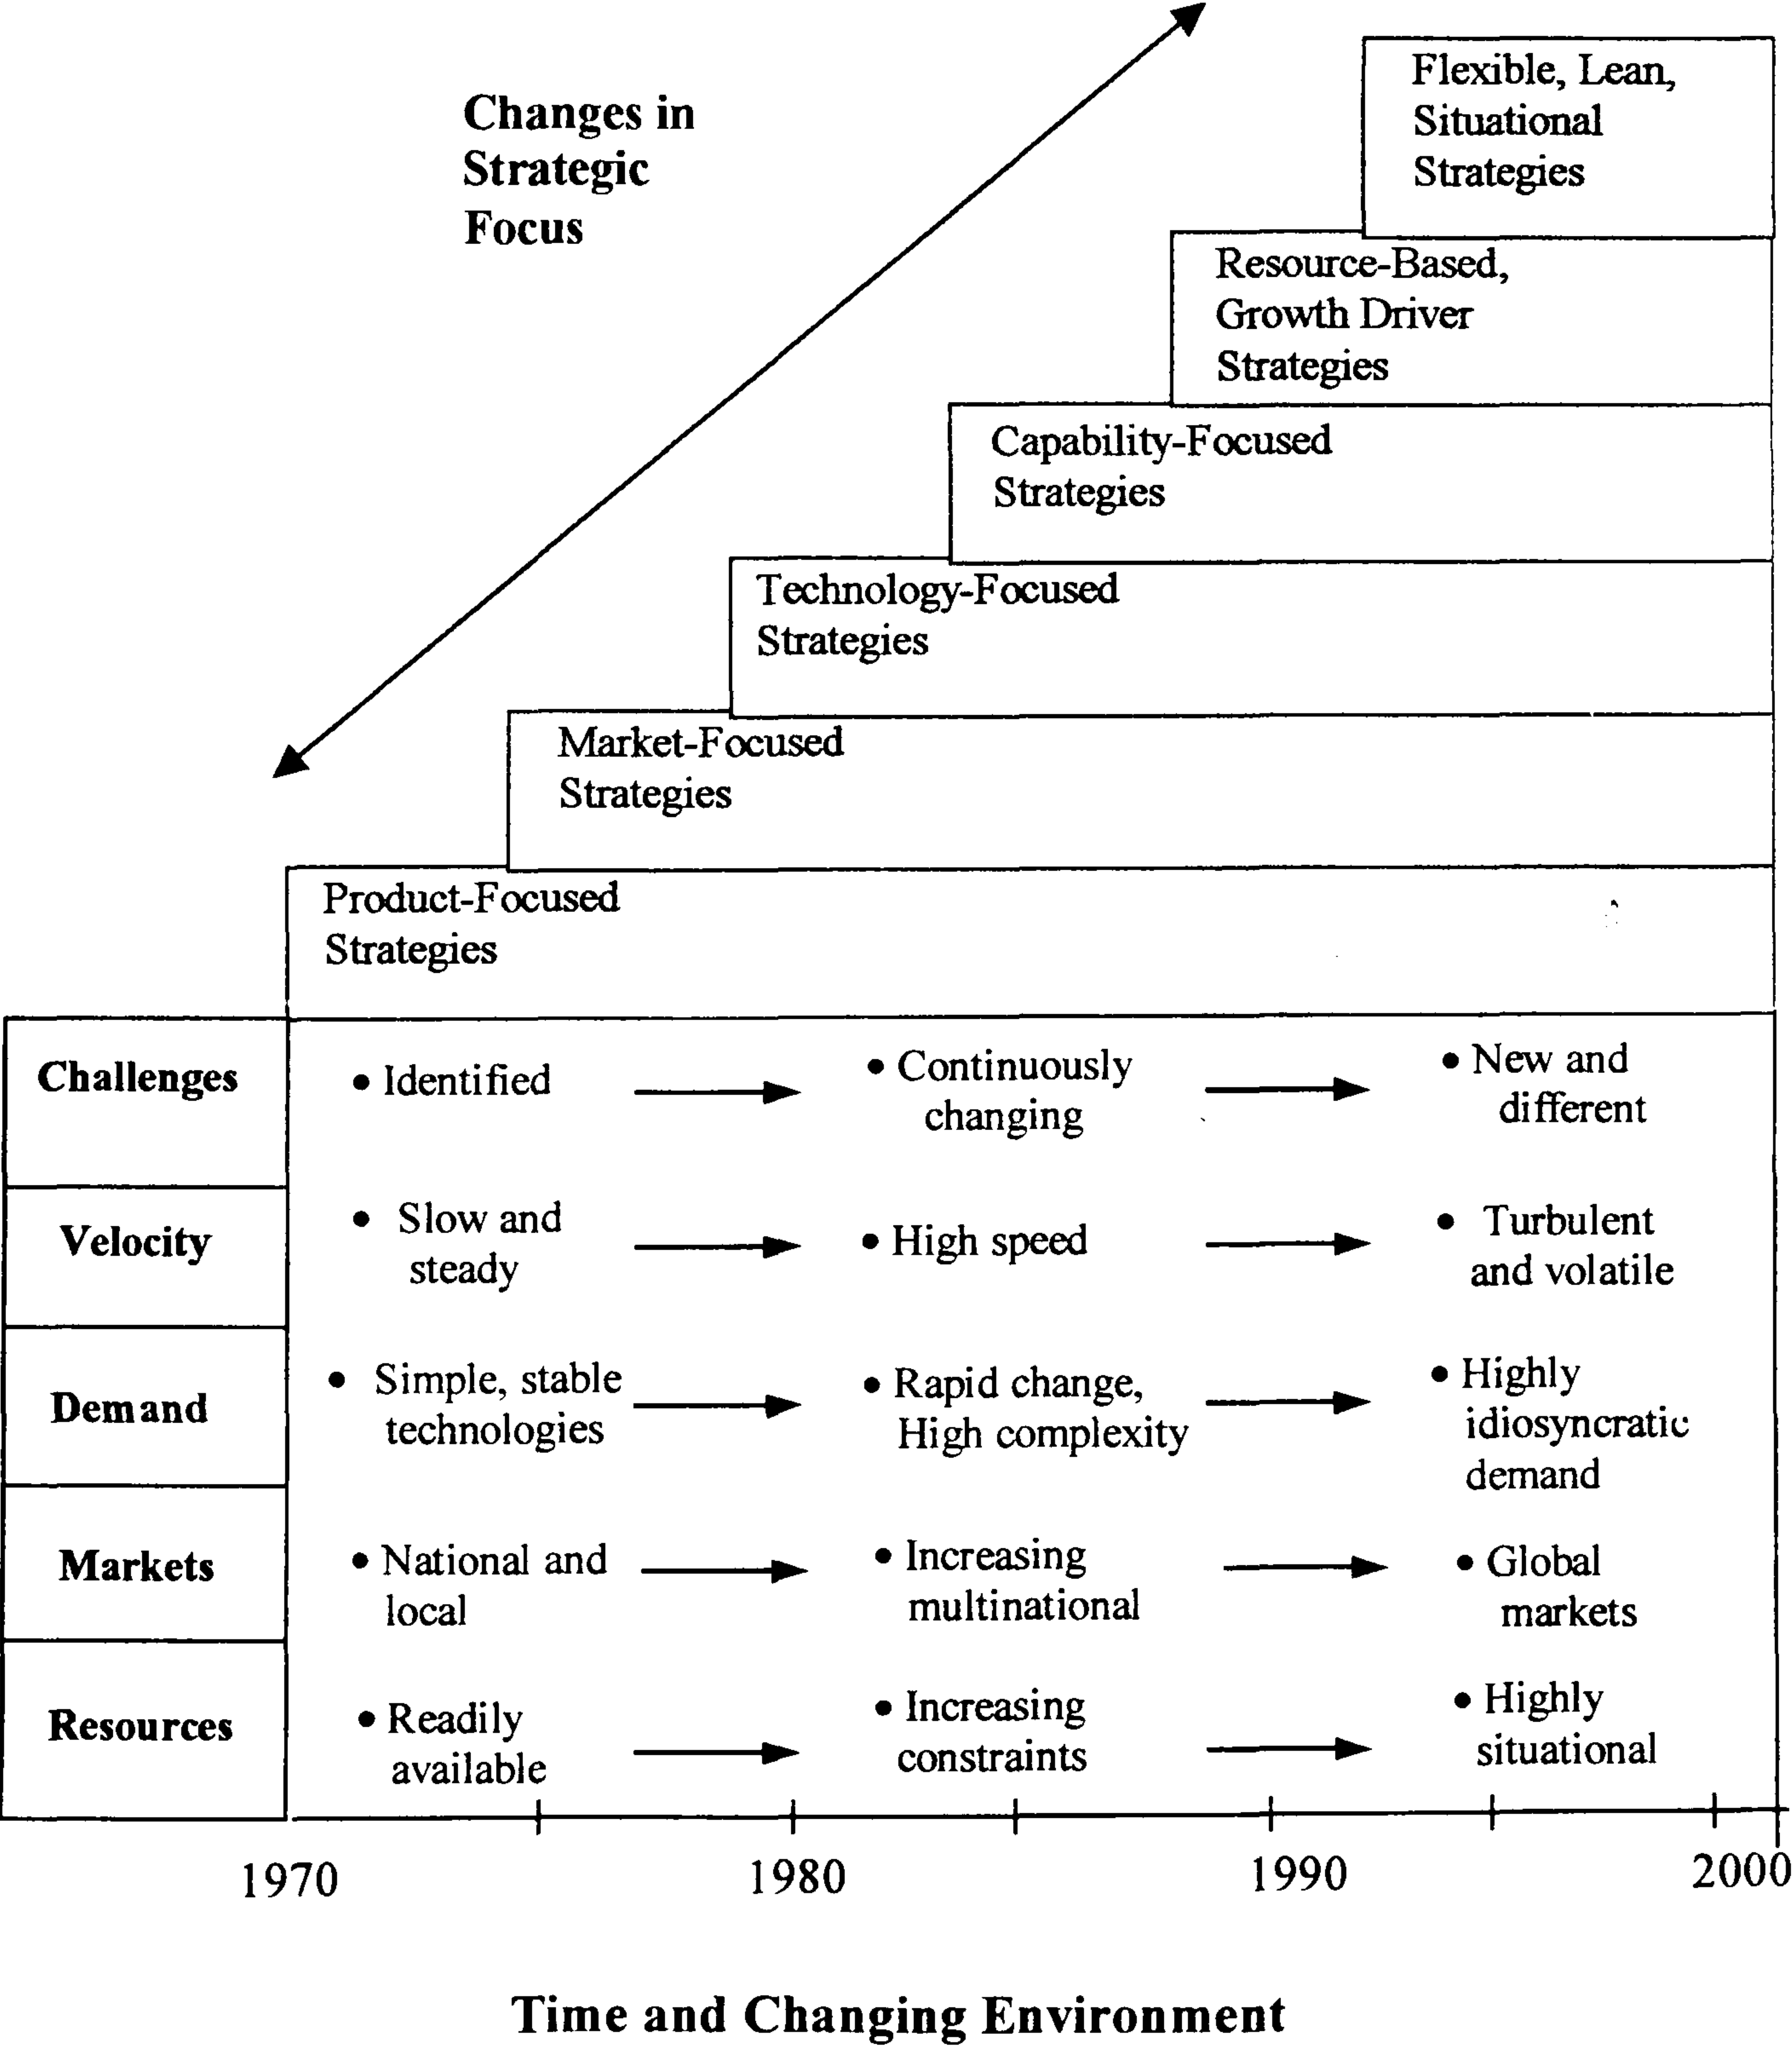 Changes in
Strategic
Focus
Flexible, Lean,
Situational
Strategies
Resource-Based,
Growth Driver
Strategies
Capability-Focused
Strategies
Technology-Focused
Strategies
Market-Focused
Strategies
Product-Focused
Strategies
Challenges
• Identified
• Continuously
changing
• New and
different
Velocity
• Slow and
steady
• High speed
• Turbulent
and volatile
Demand
• Simple, stable
technologies
• Rapid change,
High complexity
• Highly
idiosyncratic
demand
Markets
• National and
local
• Increasing
multinational
• Global
markets
Resources
• Readily
available
• Increasing
constraints
• Highly
situational
1970 1980 1990 2000
Time and Changing Environment